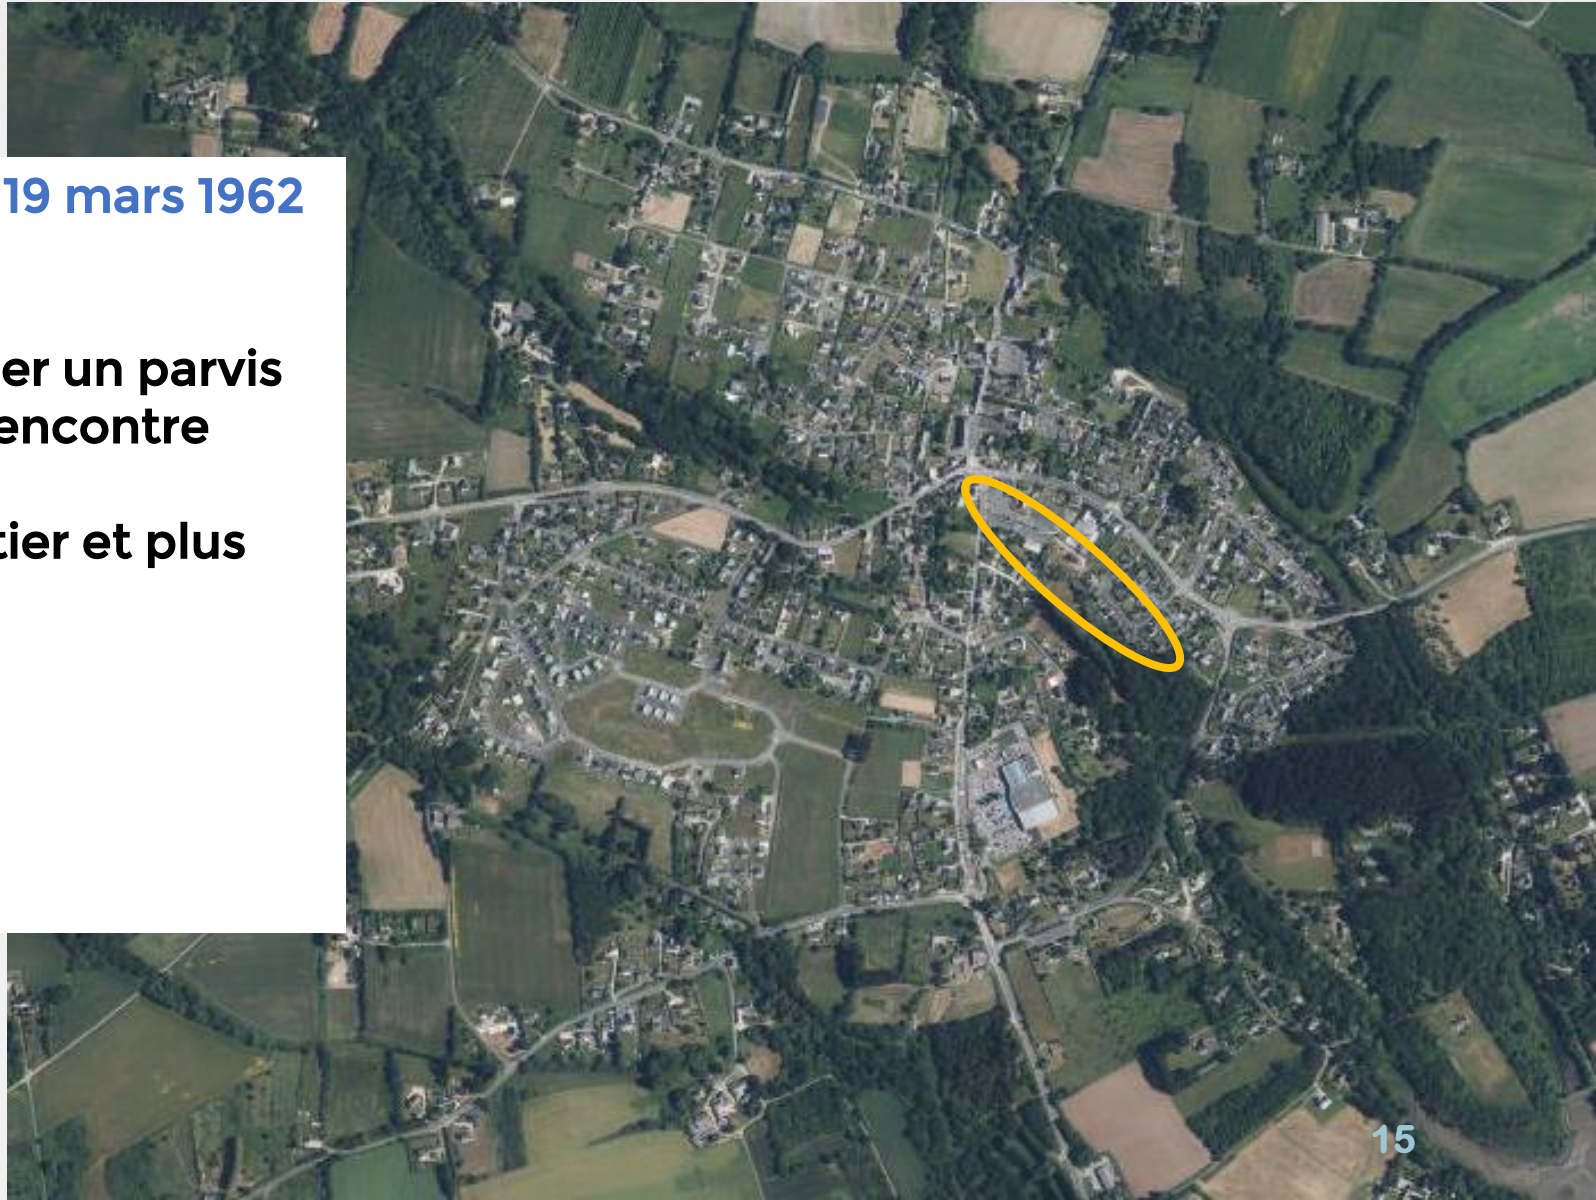 19 mars 1962
er un parvis
encontre
tier et plus
15